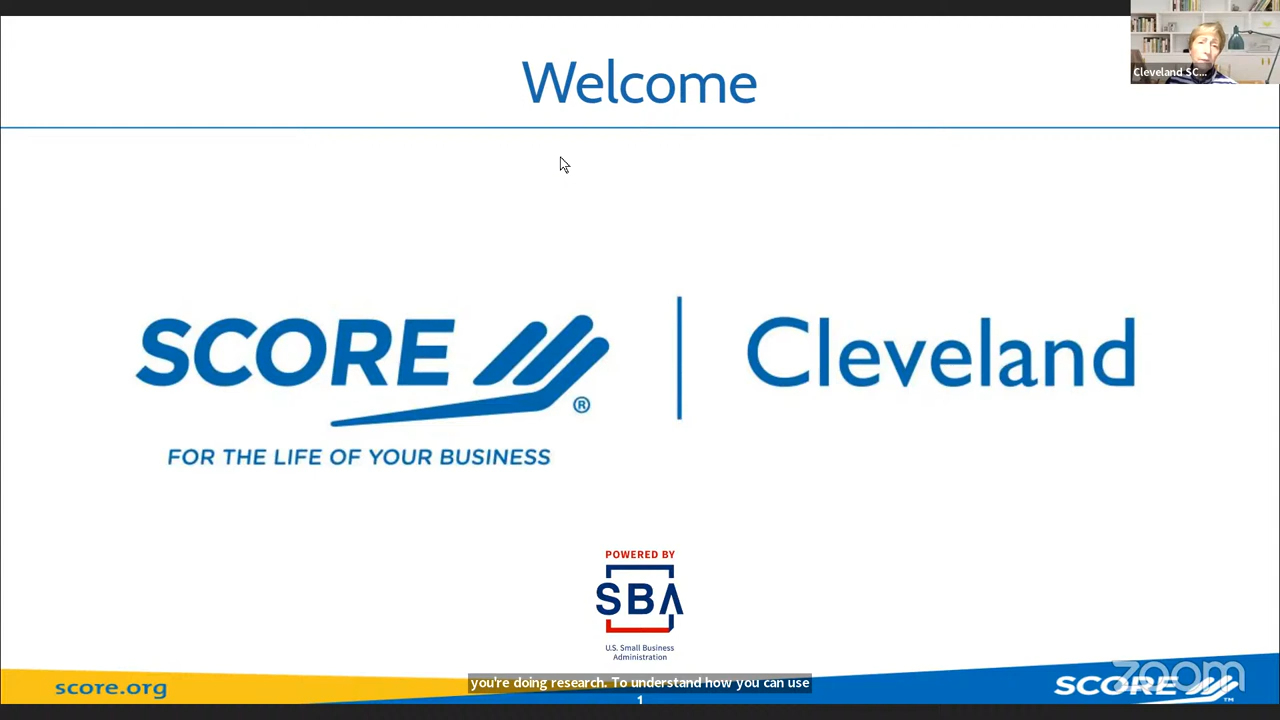 Welcome
Cleveland SC...
SCORE ®
Cleveland
FOR THE LIFE OF YOUR BUSINESS
POWERED BY
SBA
U.S. Small Business
Administration
score.org
you're doing research. To understand how you can use
1
SCORE ™
zoom